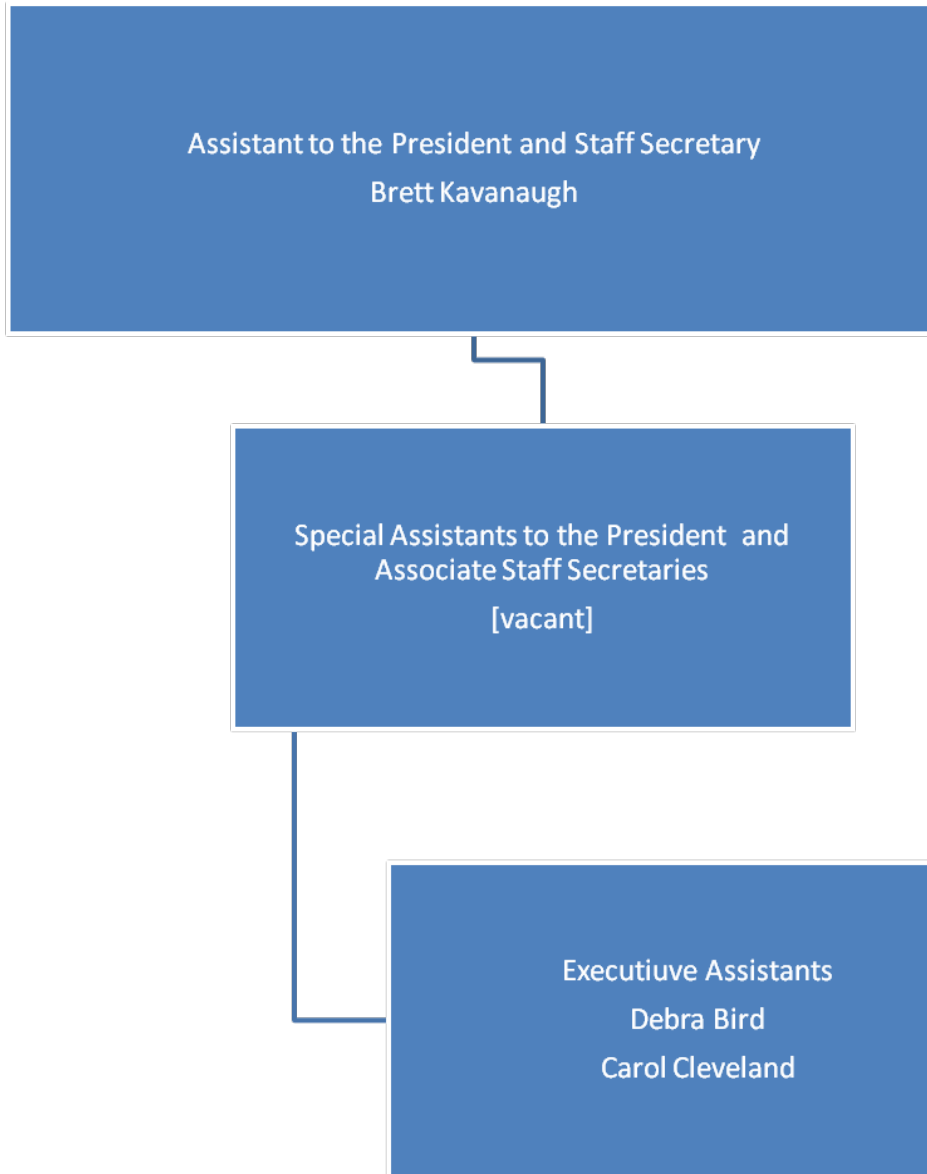 Assistant to the President and Staff Secretary
Brett Kavanaugh
Special Assistants to the President  and
Associate Staff Secretaries
[vacant]
Executiuve Assistants
Debra Bird
Carol Cleveland